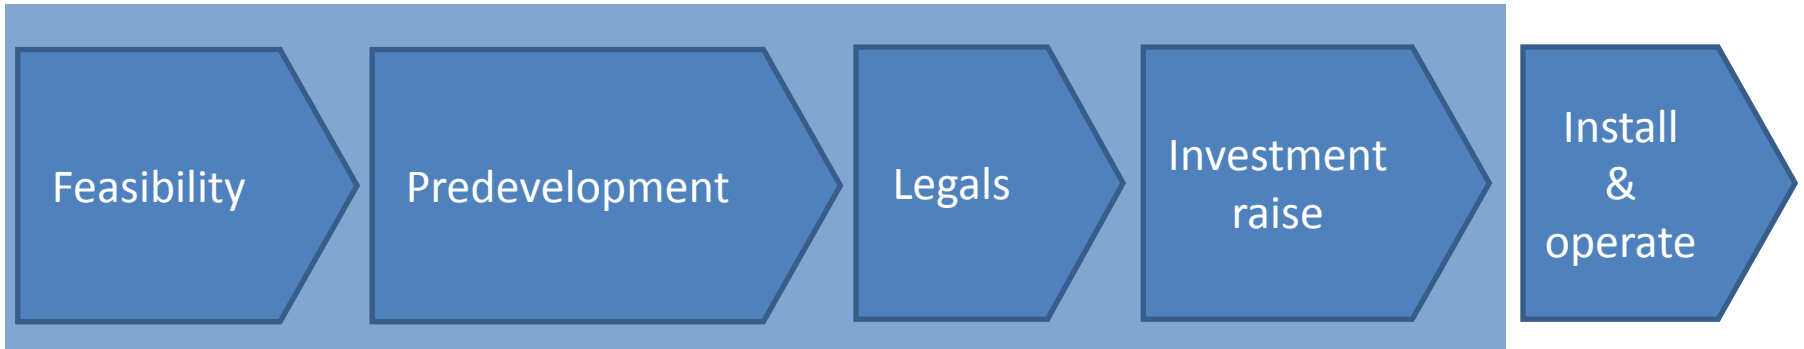 Feasibility
Predevelopment
Legals
Investment
raise
Install
&
operate